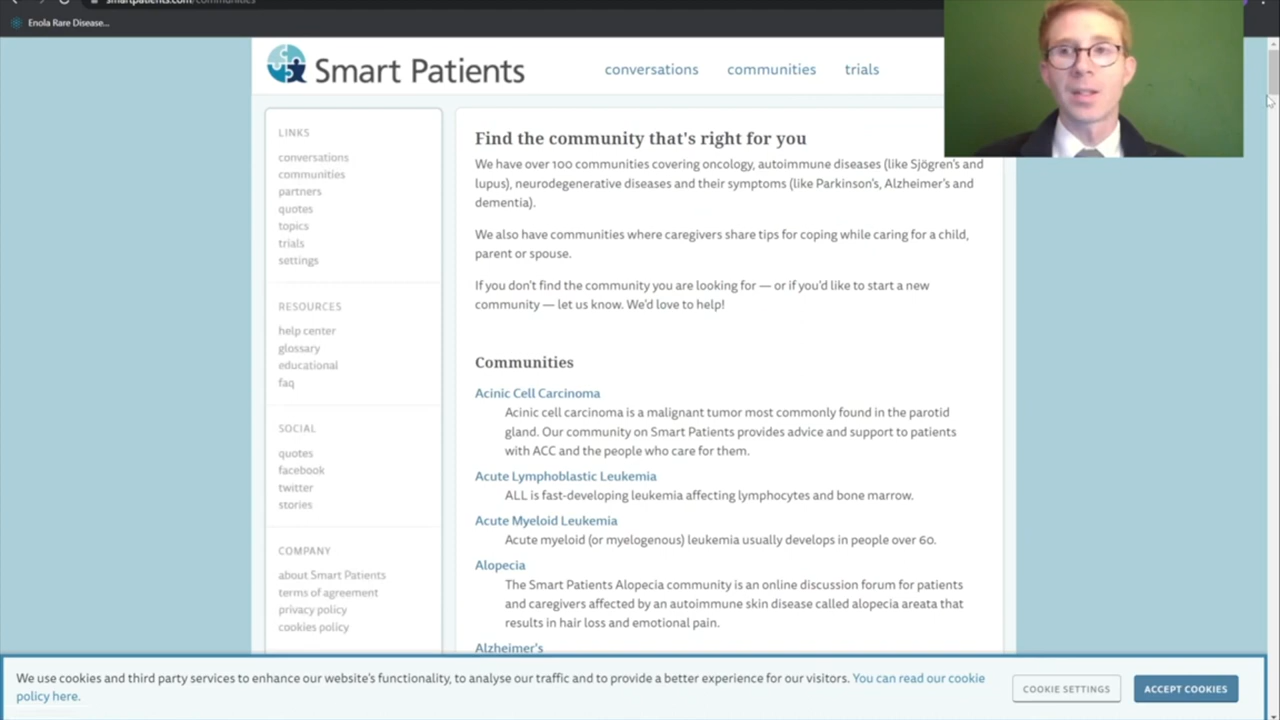 smartpatients.com/communities
Enola Rare Disease...
Smart Patients
conversations communities trials
LINKS
conversations
communities
partners
quotes
topics
trials
settings
RESOURCES
help center
glossary
educational
faq
SOCIAL
quotes
facebook
twitter
stories
COMPANY
about Smart Patients
terms of agreement
privacy policy
cookies policy
Find the community that's right for you
We have over 100 communities covering oncology, autoimmune diseases (like Sjögren's and
lupus), neurodegenerative diseases and their symptoms (like Parkinson's, Alzheimer's and
dementia).
We also have communities where caregivers share tips for coping while caring for a child,
parent or spouse.
If you don't find the community you are looking for — or if you'd like to start a new
community — let us know. We'd love to help!
Communities
Acinic Cell Carcinoma
Acinic cell carcinoma is a malignant tumor most commonly found in the parotid
gland. Our community on Smart Patients provides advice and support to patients
with ACC and the people who care for them.
Acute Lymphoblastic Leukemia
ALL is fast-developing leukemia affecting lymphocytes and bone marrow.
Acute Myeloid Leukemia
Acute myeloid (or myelogenous) leukemia usually develops in people over 60.
Alopecia
The Smart Patients Alopecia community is an online discussion forum for patients
and caregivers affected by an autoimmune skin disease called alopecia areata that
results in hair loss and emotional pain.
Alzheimer's
We use cookies and third party services to enhance our website's functionality, to analyse our traffic and to provide a better experience for our visitors. You can read our cookie
policy here.
COOKIE SETTINGS
ACCEPT COOKIES